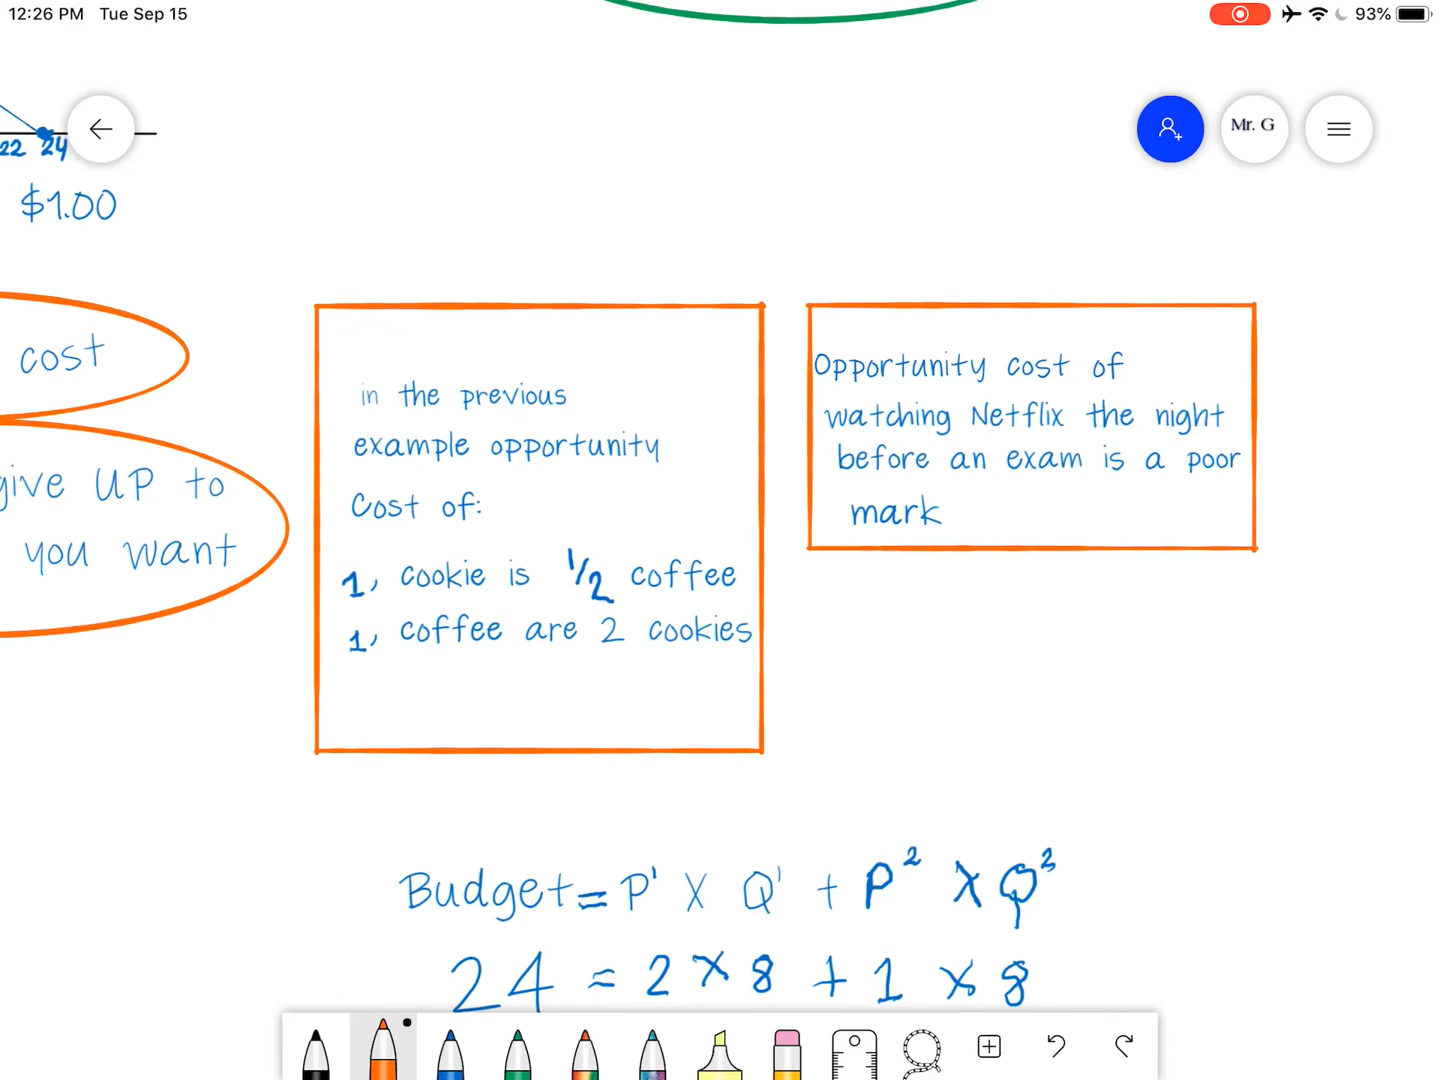 12:26 PM Tue Sep 15
93%
Mr. G
22 24
$1.00
cost
give UP to
you want
in the previous
example opportunity
Cost of:
1, cookie is 1/2 coffee
1, coffee are 2 cookies
Opportunity cost of
watching Netflix the night
before an exam is a poor
mark
Budget = P¹ X Q¹ + P² X Q²
24 = 2 X 8 + 1 X 8